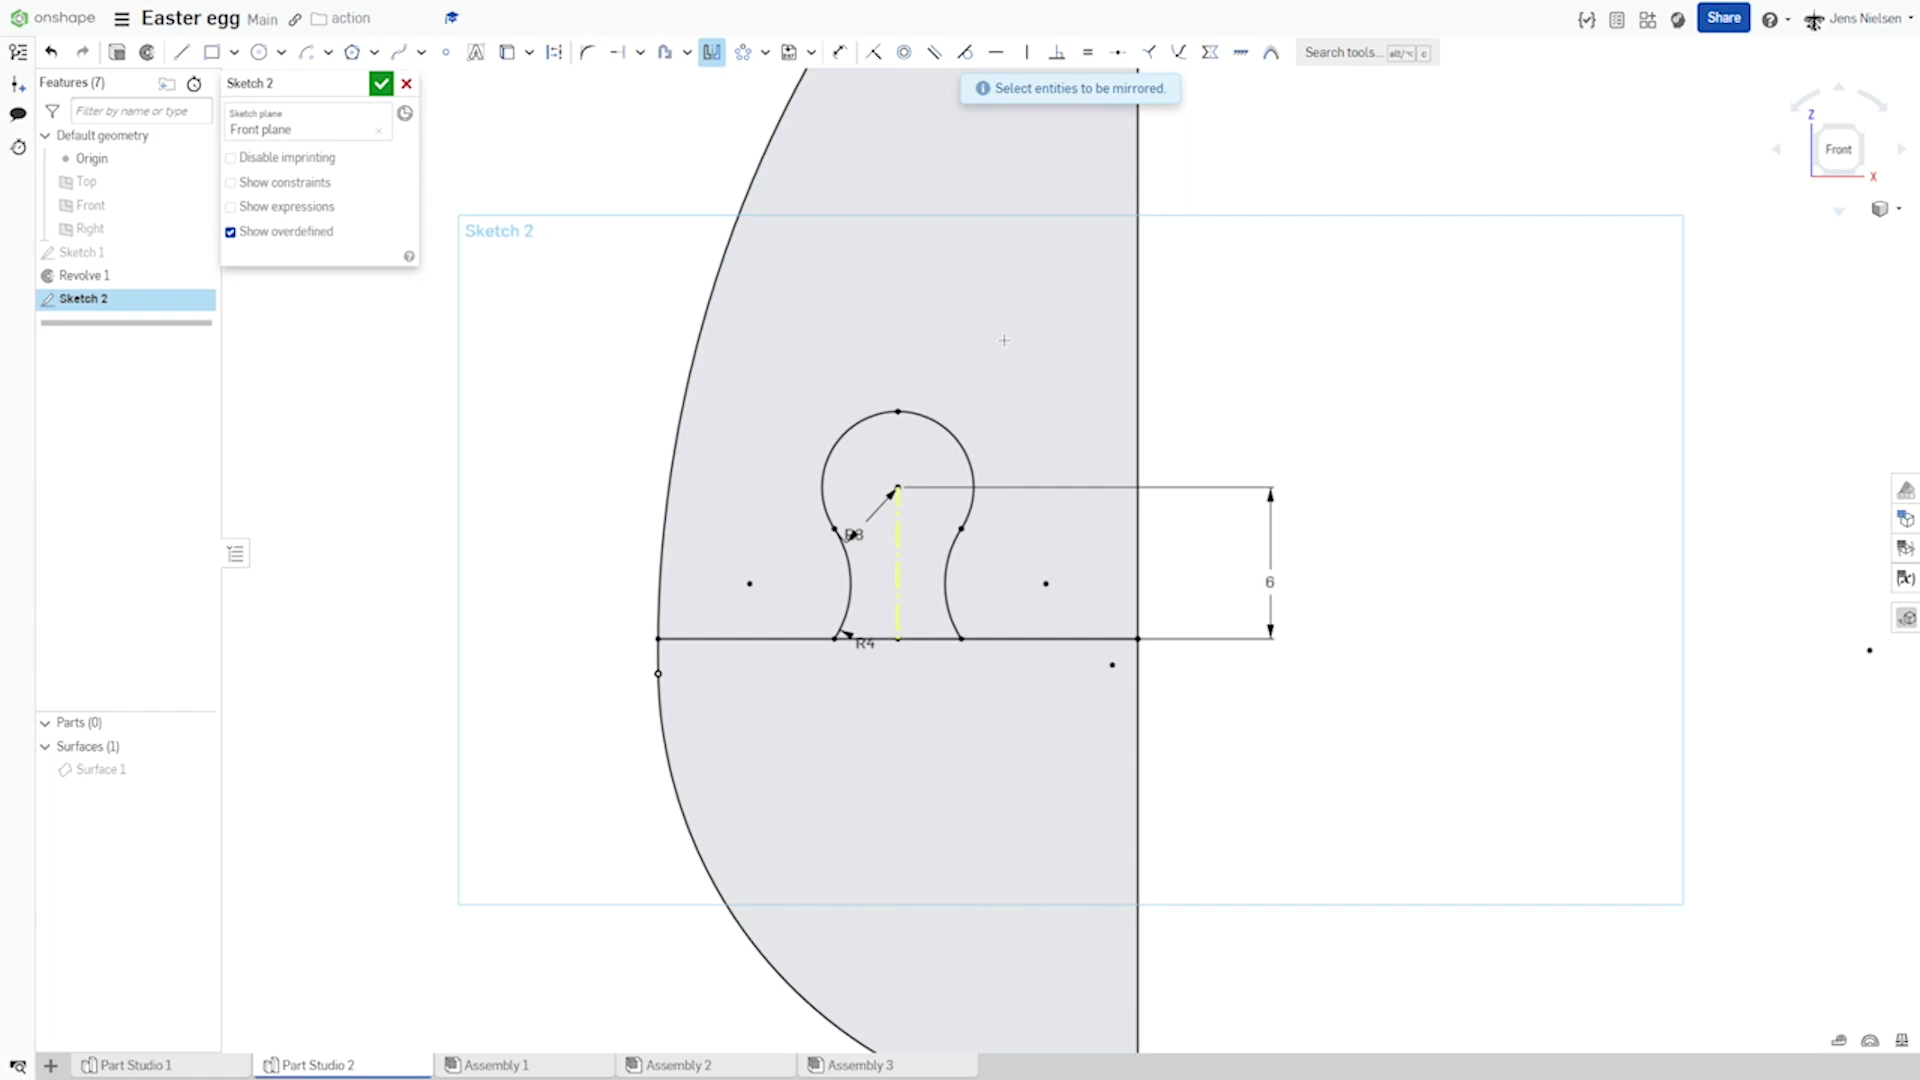 onshape Easter egg Main action Share Jens Nielsen
Search tools... alt/⌥ c
Features (7)
Filter by name or type
Default geometry
Origin
Top
Front
Right
Sketch 1
Revolve 1
Sketch 2
Parts (0)
Surfaces (1)
Surface 1
Sketch 2
Sketch plane
Front plane
Disable imprinting
Show constraints
Show expressions
Show overdefined
Select entities to be mirrored.
Sketch 2
R3
R4
6
Z
Front
X
Part Studio 1
Part Studio 2
Assembly 1
Assembly 2
Assembly 3